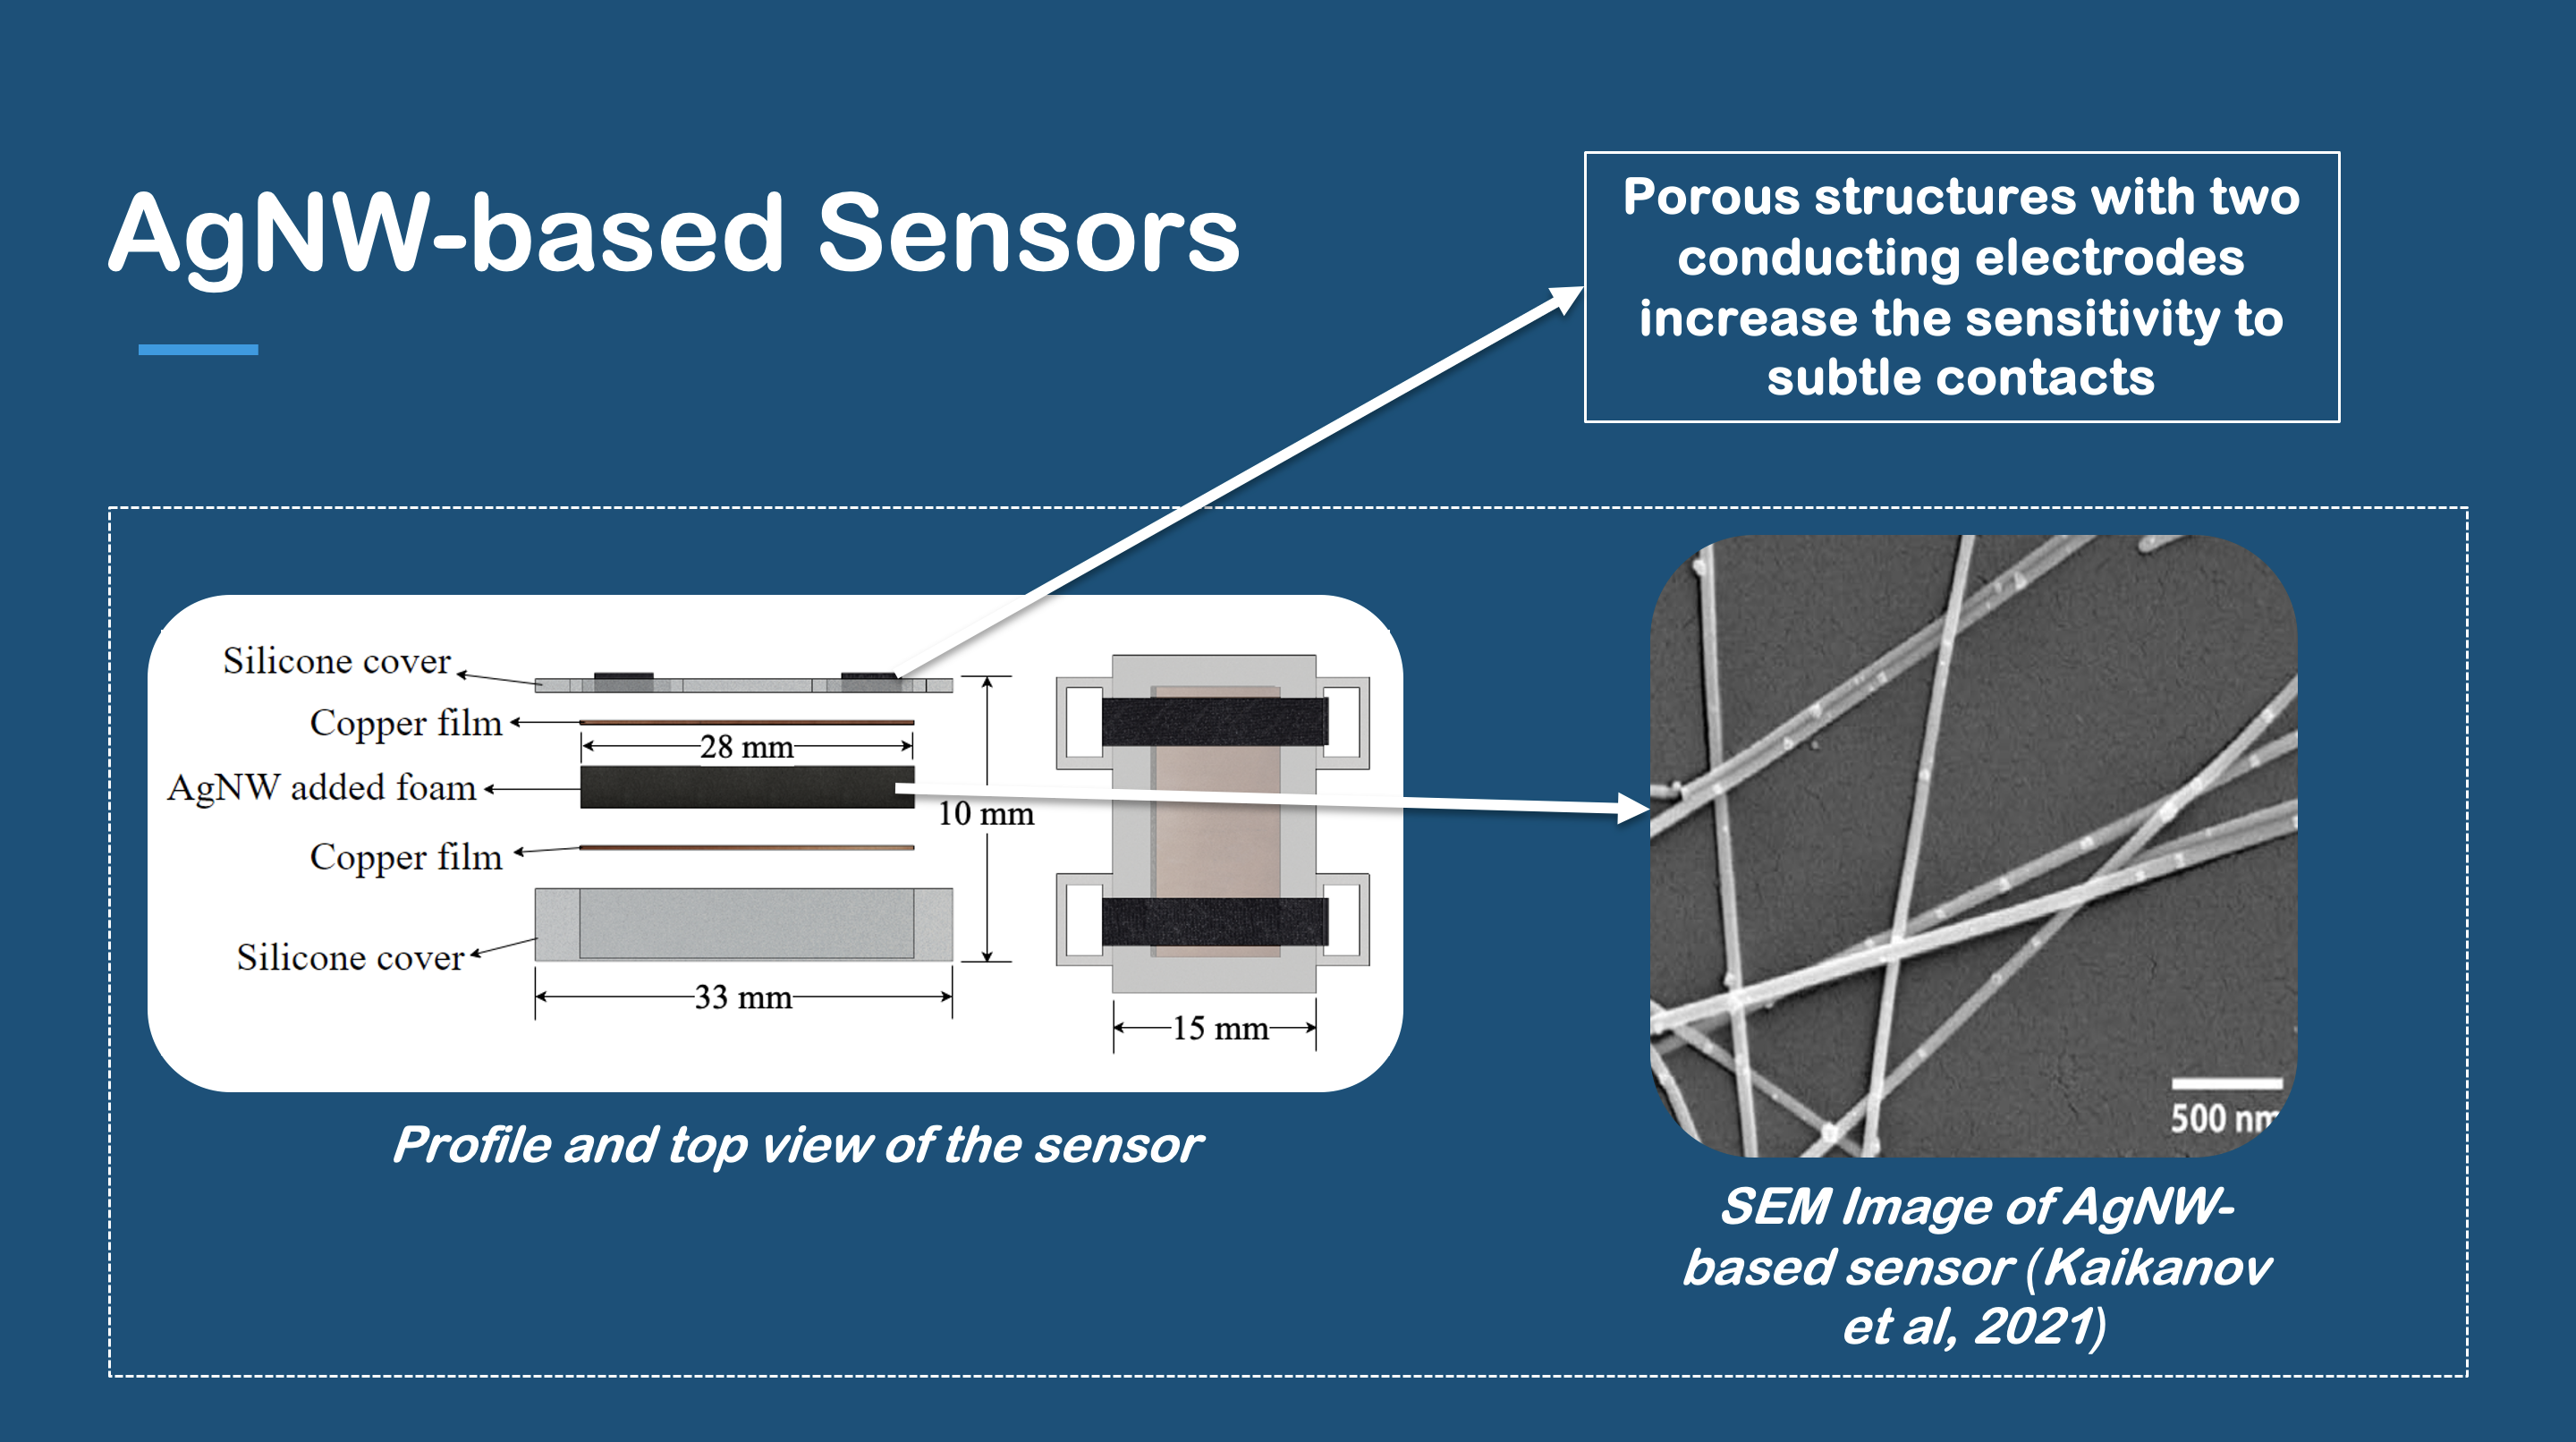 AgNW-based Sensors
Porous structures with two
conducting electrodes
increase the sensitivity to
subtle contacts
Silicone cover
Copper film
28 mm
AgNW added foam
10 mm
Copper film
Silicone cover
33 mm
15 mm
Profile and top view of the sensor
500 nm
SEM Image of AgNW-
based sensor (Kaikanov
et al, 2021)